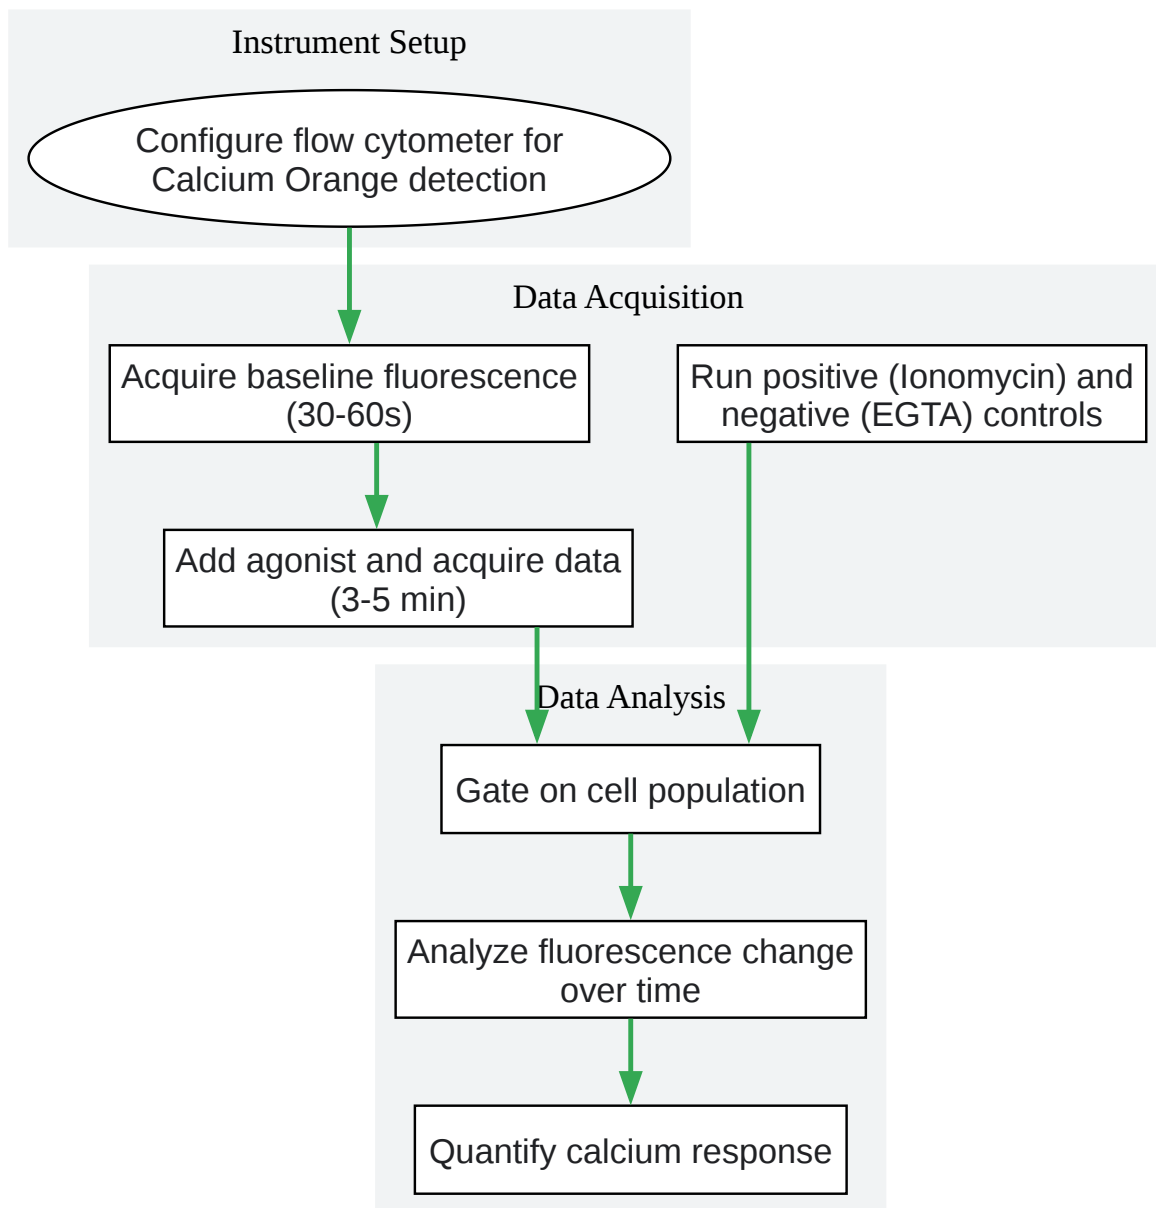 Instrument Setup
Configure flow cytometer for
Calcium Orange detection
Data Acquisition
Acquire baseline fluorescence
(30-60s)
Run positive (Ionomycin) and
negative (EGTA) controls
Add agonist and acquire data
(3-5 min)
Data Analysis
Gate on cell population
Analyze fluorescence change
over time
Quantify calcium response